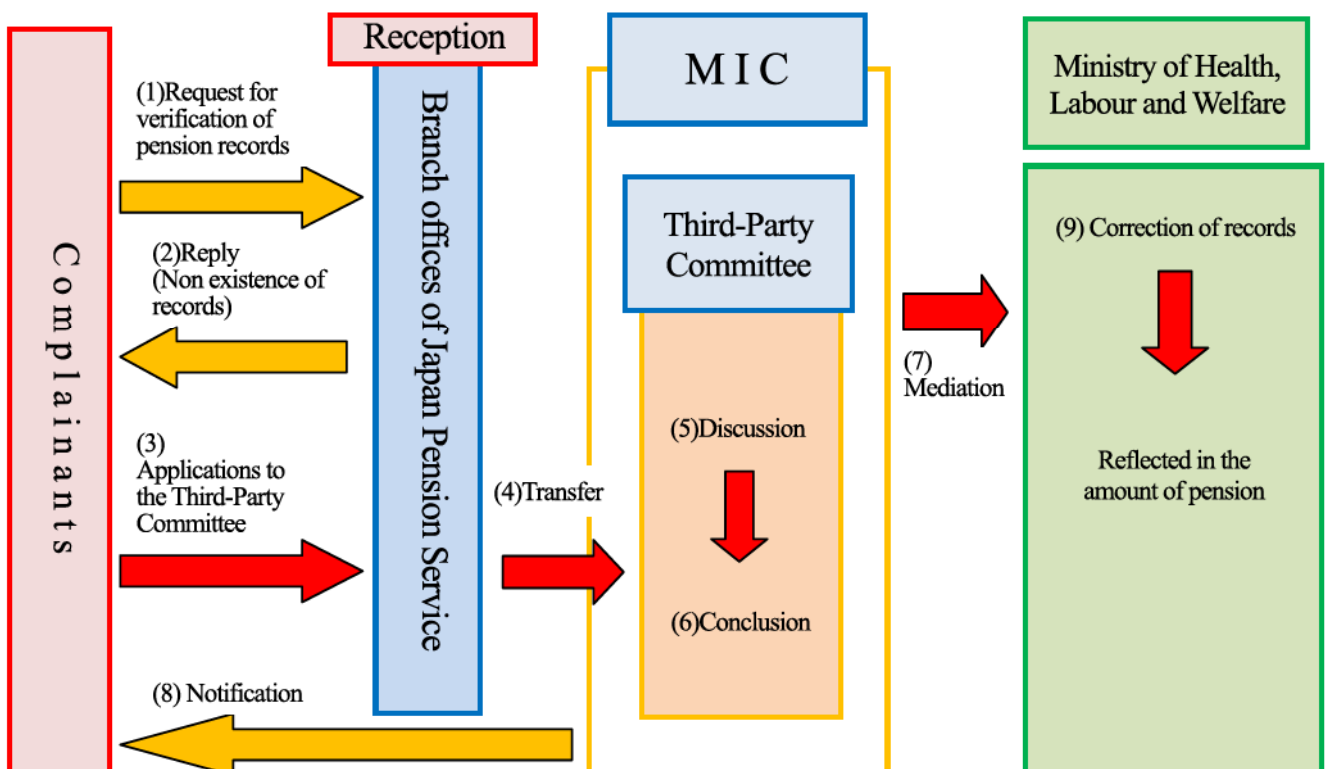 Reception
MIC
Ministry of Health,
Labour and Welfare
Complainants
(1)Request for
verification of
pension records
(2)Reply
(Non existence of
records)
(3)
Applications to
the Third-Party
Committee
(8) Notification
Branch offices of Japan Pension Service
(4)Transfer
Third-Party
Committee
(5)Discussion
(6)Conclusion
(7)
Mediation
(9) Correction of records
Reflected in the
amount of pension